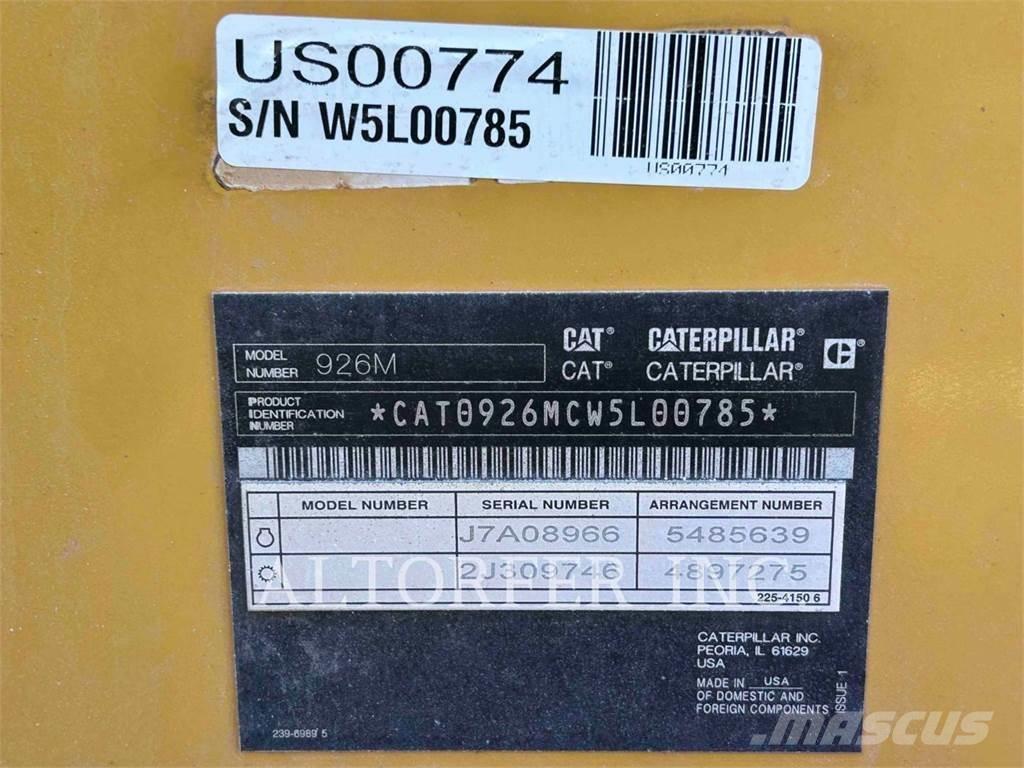 US00774
S/N W5L00785
US00774
CAT® CATERPILLAR®
CAT® CATERPILLAR®
MODEL NUMBER 926M
PRODUCT IDENTIFICATION NUMBER *CAT0926MCW5L00785*
MODEL NUMBER SERIAL NUMBER ARRANGEMENT NUMBER
J7A08966 5485639
2J309746 4897275
ALTORFER INC.
225-4150 6
CATERPILLAR INC.
PEORIA, IL 61629
USA
MADE IN USA
OF DOMESTIC AND
FOREIGN COMPONENTS
ISSUE 1
239-6989 5
MASCUS